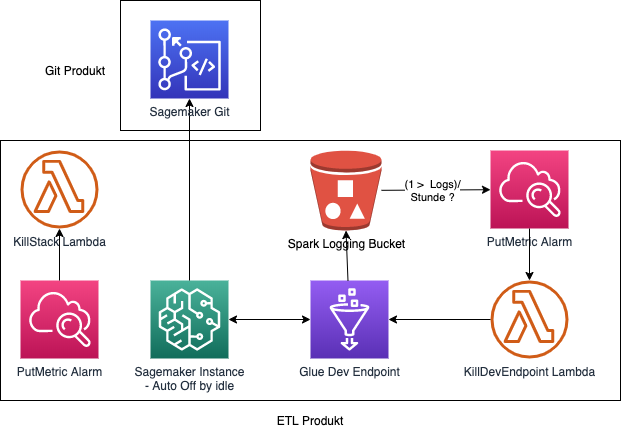 Git Produkt
Sagemaker Git
KillStack Lambda
Spark Logging Bucket
(1 > Logs)/
Stunde ?
PutMetric Alarm
PutMetric Alarm
Sagemaker Instance
- Auto Off by idle
Glue Dev Endpoint
KillDevEndpoint Lambda
ETL Produkt